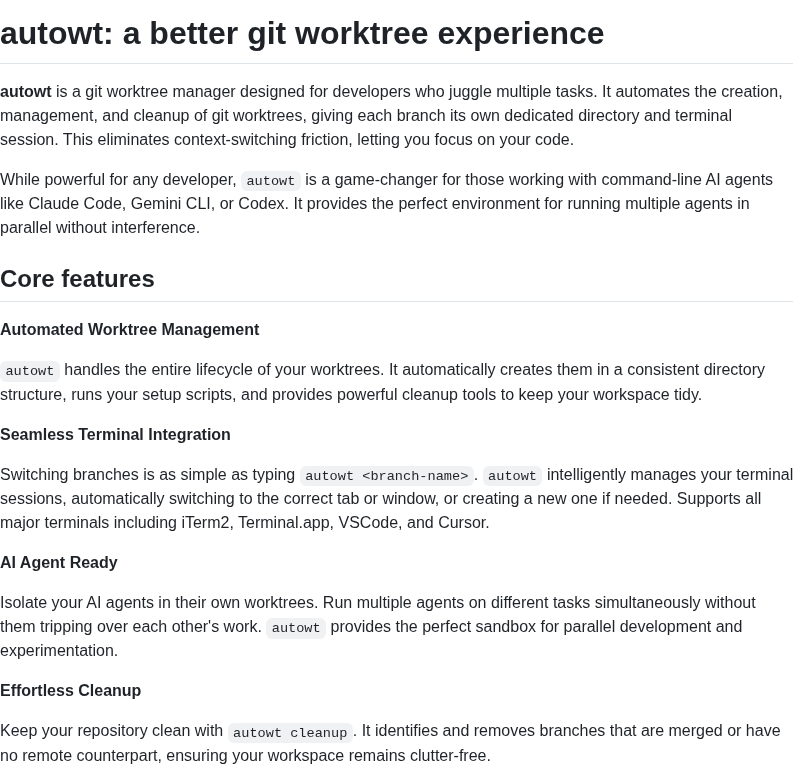 autowt: a better git worktree experience
autowt is a git worktree manager designed for developers who juggle multiple tasks. It automates the creation,
management, and cleanup of git worktrees, giving each branch its own dedicated directory and terminal
session. This eliminates context-switching friction, letting you focus on your code.
While powerful for any developer, autowt is a game-changer for those working with command-line AI agents
like Claude Code, Gemini CLI, or Codex. It provides the perfect environment for running multiple agents in
parallel without interference.
Core features
Automated Worktree Management
autowt handles the entire lifecycle of your worktrees. It automatically creates them in a consistent directory
structure, runs your setup scripts, and provides powerful cleanup tools to keep your workspace tidy.
Seamless Terminal Integration
Switching branches is as simple as typing autowt <branch-name>. autowt intelligently manages your terminal
sessions, automatically switching to the correct tab or window, or creating a new one if needed. Supports all
major terminals including iTerm2, Terminal.app, VSCode, and Cursor.
AI Agent Ready
Isolate your AI agents in their own worktrees. Run multiple agents on different tasks simultaneously without
them tripping over each other's work. autowt provides the perfect sandbox for parallel development and
experimentation.
Effortless Cleanup
Keep your repository clean with autowt cleanup. It identifies and removes branches that are merged or have
no remote counterpart, ensuring your workspace remains clutter-free.